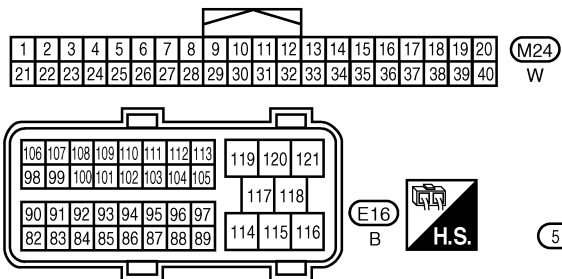 1 2 3 4 5 6 7 8 9 10 11 12 13 14 15 16 17 18 19 20
21 22 23 24 25 26 27 28 29 30 31 32 33 34 35 36 37 38 39 40
M24
W
106 107 108 109 110 111 112 113
98 99 100 101 102 103 104 105
90 91 92 93 94 95 96 97
82 83 84 85 86 87 88 89
119 120 121
117 118
114 115 116
E16
B
H.S.
5